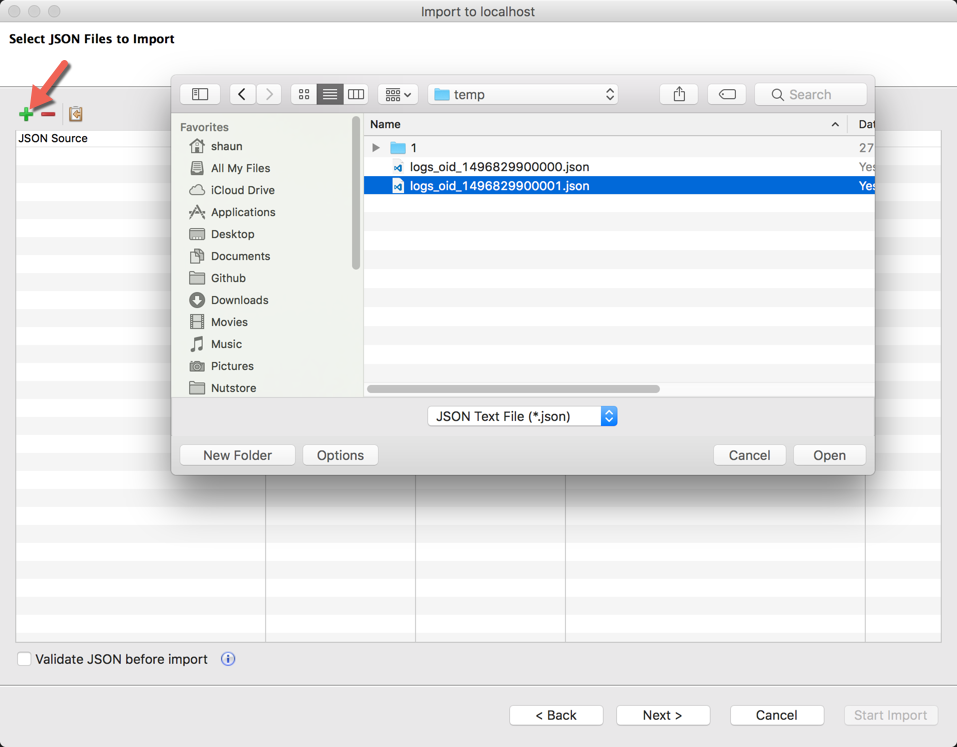 Import to localhost
Select JSON Files to Import
JSON Source
temp
Search
Favorites
shaun
All My Files
iCloud Drive
Applications
Desktop
Documents
Github
Downloads
Movies
Music
Pictures
Nutstore
Name
Dat
1
27
logs_oid_1496829900000.json
Yes
logs_oid_1496829900001.json
Yes
JSON Text File (*.json)
New Folder
Options
Cancel
Open
Validate JSON before import
< Back
Next >
Cancel
Start Import